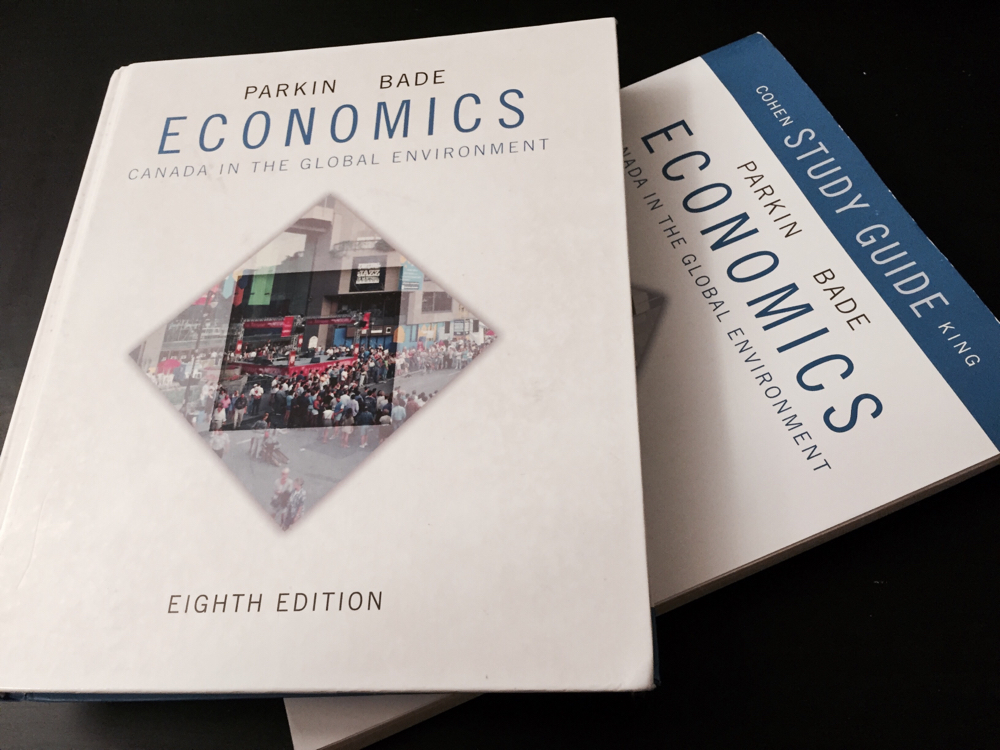 PARKIN BADE
ECONOMICS
CANADA IN THE GLOBAL ENVIRONMENT
JAZZ
EIGHTH EDITION
COHEN STUDY GUIDE KING
PARKIN BADE
ECONOMICS
NADA IN THE GLOBAL ENVIRONMENT